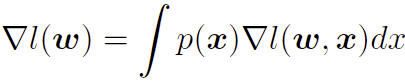 ∇l(𝒘) = ∫ p(𝒙)∇l(𝒘, 𝒙)dx